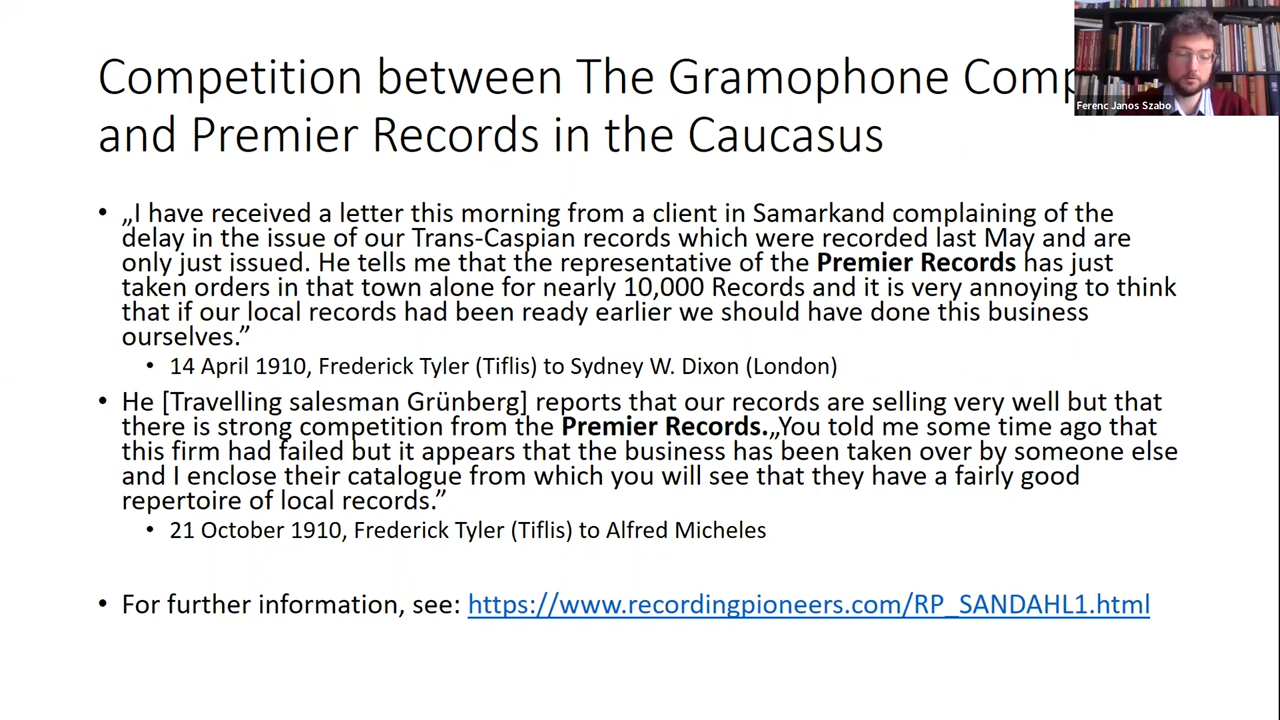 Competition between The Gramophone Comp
and Premier Records in the Caucasus
Ferenc Janos Szabo
• „I have received a letter this morning from a client in Samarkand complaining of the
delay in the issue of our Trans-Caspian records which were recorded last May and are
only just issued. He tells me that the representative of the Premier Records has just
taken orders in that town alone for nearly 10,000 Records and it is very annoying to think
that if our local records had been ready earlier we should have done this business
ourselves.”
• 14 April 1910, Frederick Tyler (Tiflis) to Sydney W. Dixon (London)
• He [Travelling salesman Grünberg] reports that our records are selling very well but that
there is strong competition from the Premier Records.„You told me some time ago that
this firm had failed but it appears that the business has been taken over by someone else
and I enclose their catalogue from which you will see that they have a fairly good
repertoire of local records.”
• 21 October 1910, Frederick Tyler (Tiflis) to Alfred Micheles
• For further information, see: https://www.recordingpioneers.com/RP_SANDAHL1.html